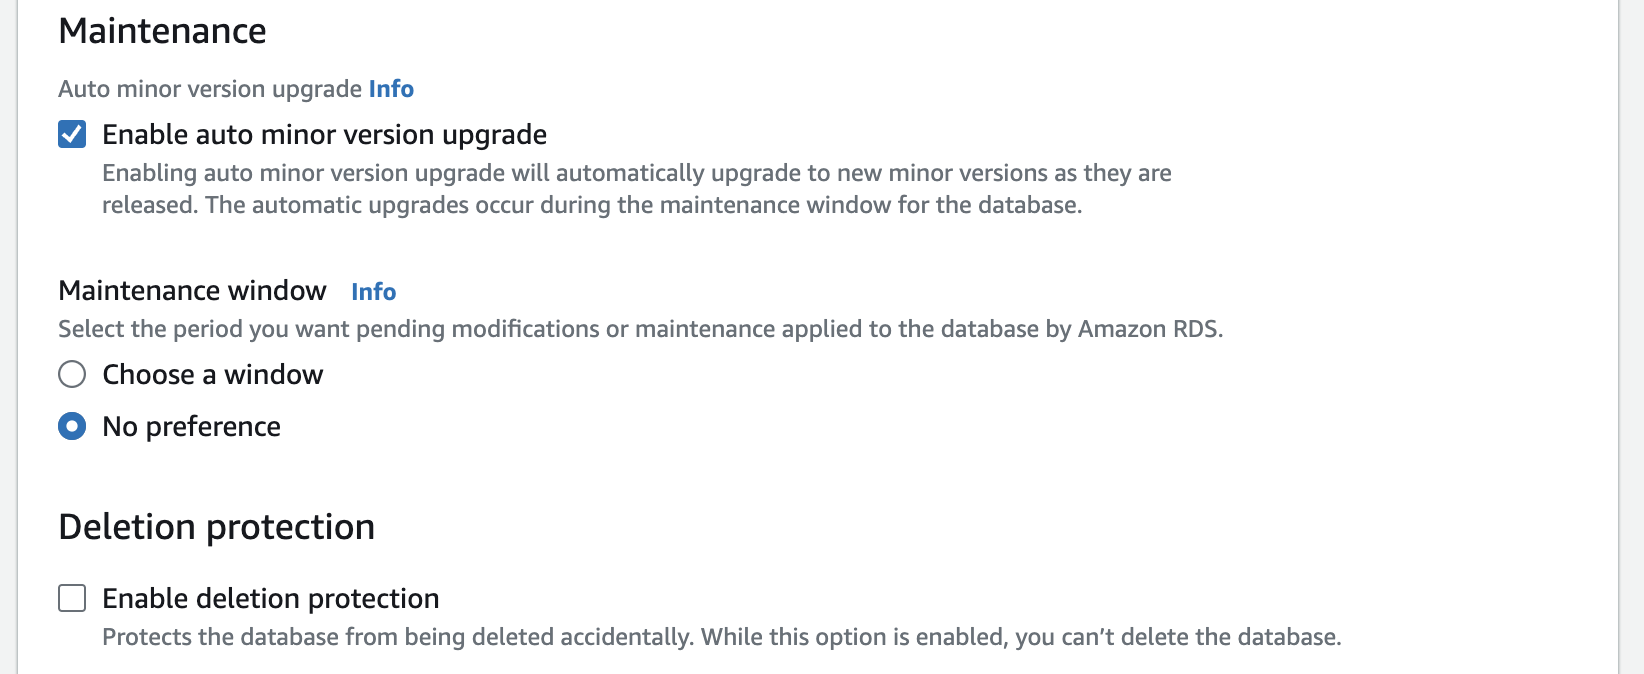 Maintenance
Auto minor version upgrade Info
Enable auto minor version upgrade
Enabling auto minor version upgrade will automatically upgrade to new minor versions as they are
released. The automatic upgrades occur during the maintenance window for the database.
Maintenance window Info
Select the period you want pending modifications or maintenance applied to the database by Amazon RDS.
Choose a window
No preference
Deletion protection
Enable deletion protection
Protects the database from being deleted accidentally. While this option is enabled, you can’t delete the database.